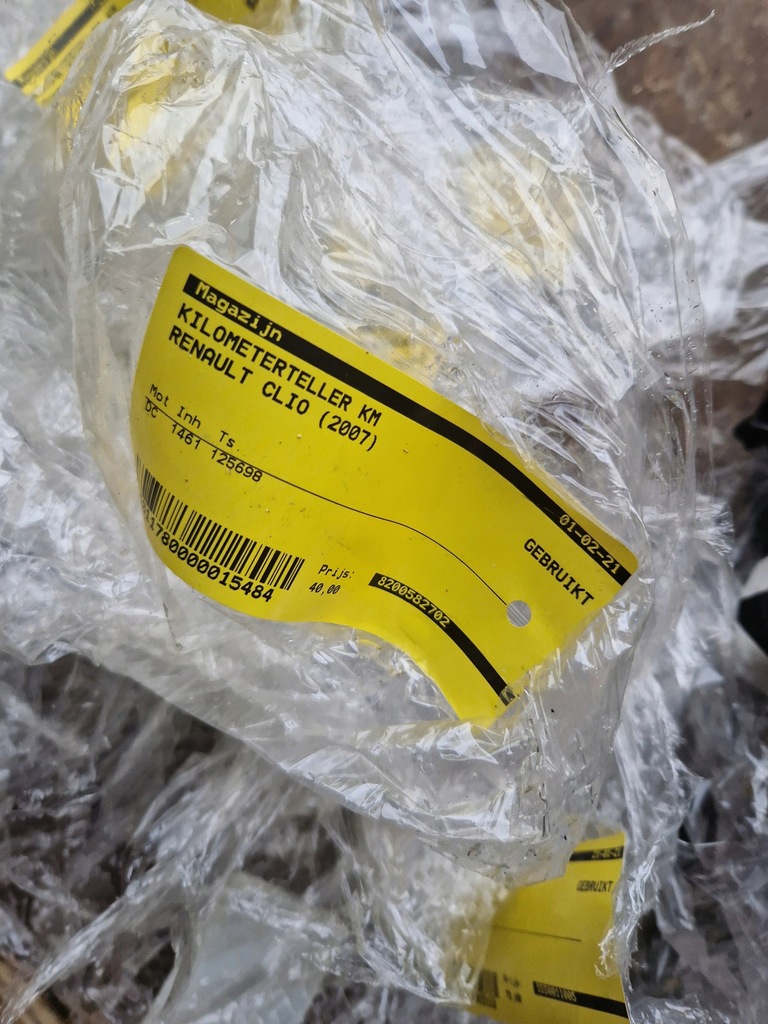 Magazijn
01-02-21
KILOMETERTELLER KM
RENAULT CLIO (2007)
GEBRUIKT
Mot Inh Ts.
DC 1461 125698
1780000015484
Prijs:
40,00
8200582702
GEBRUIKT